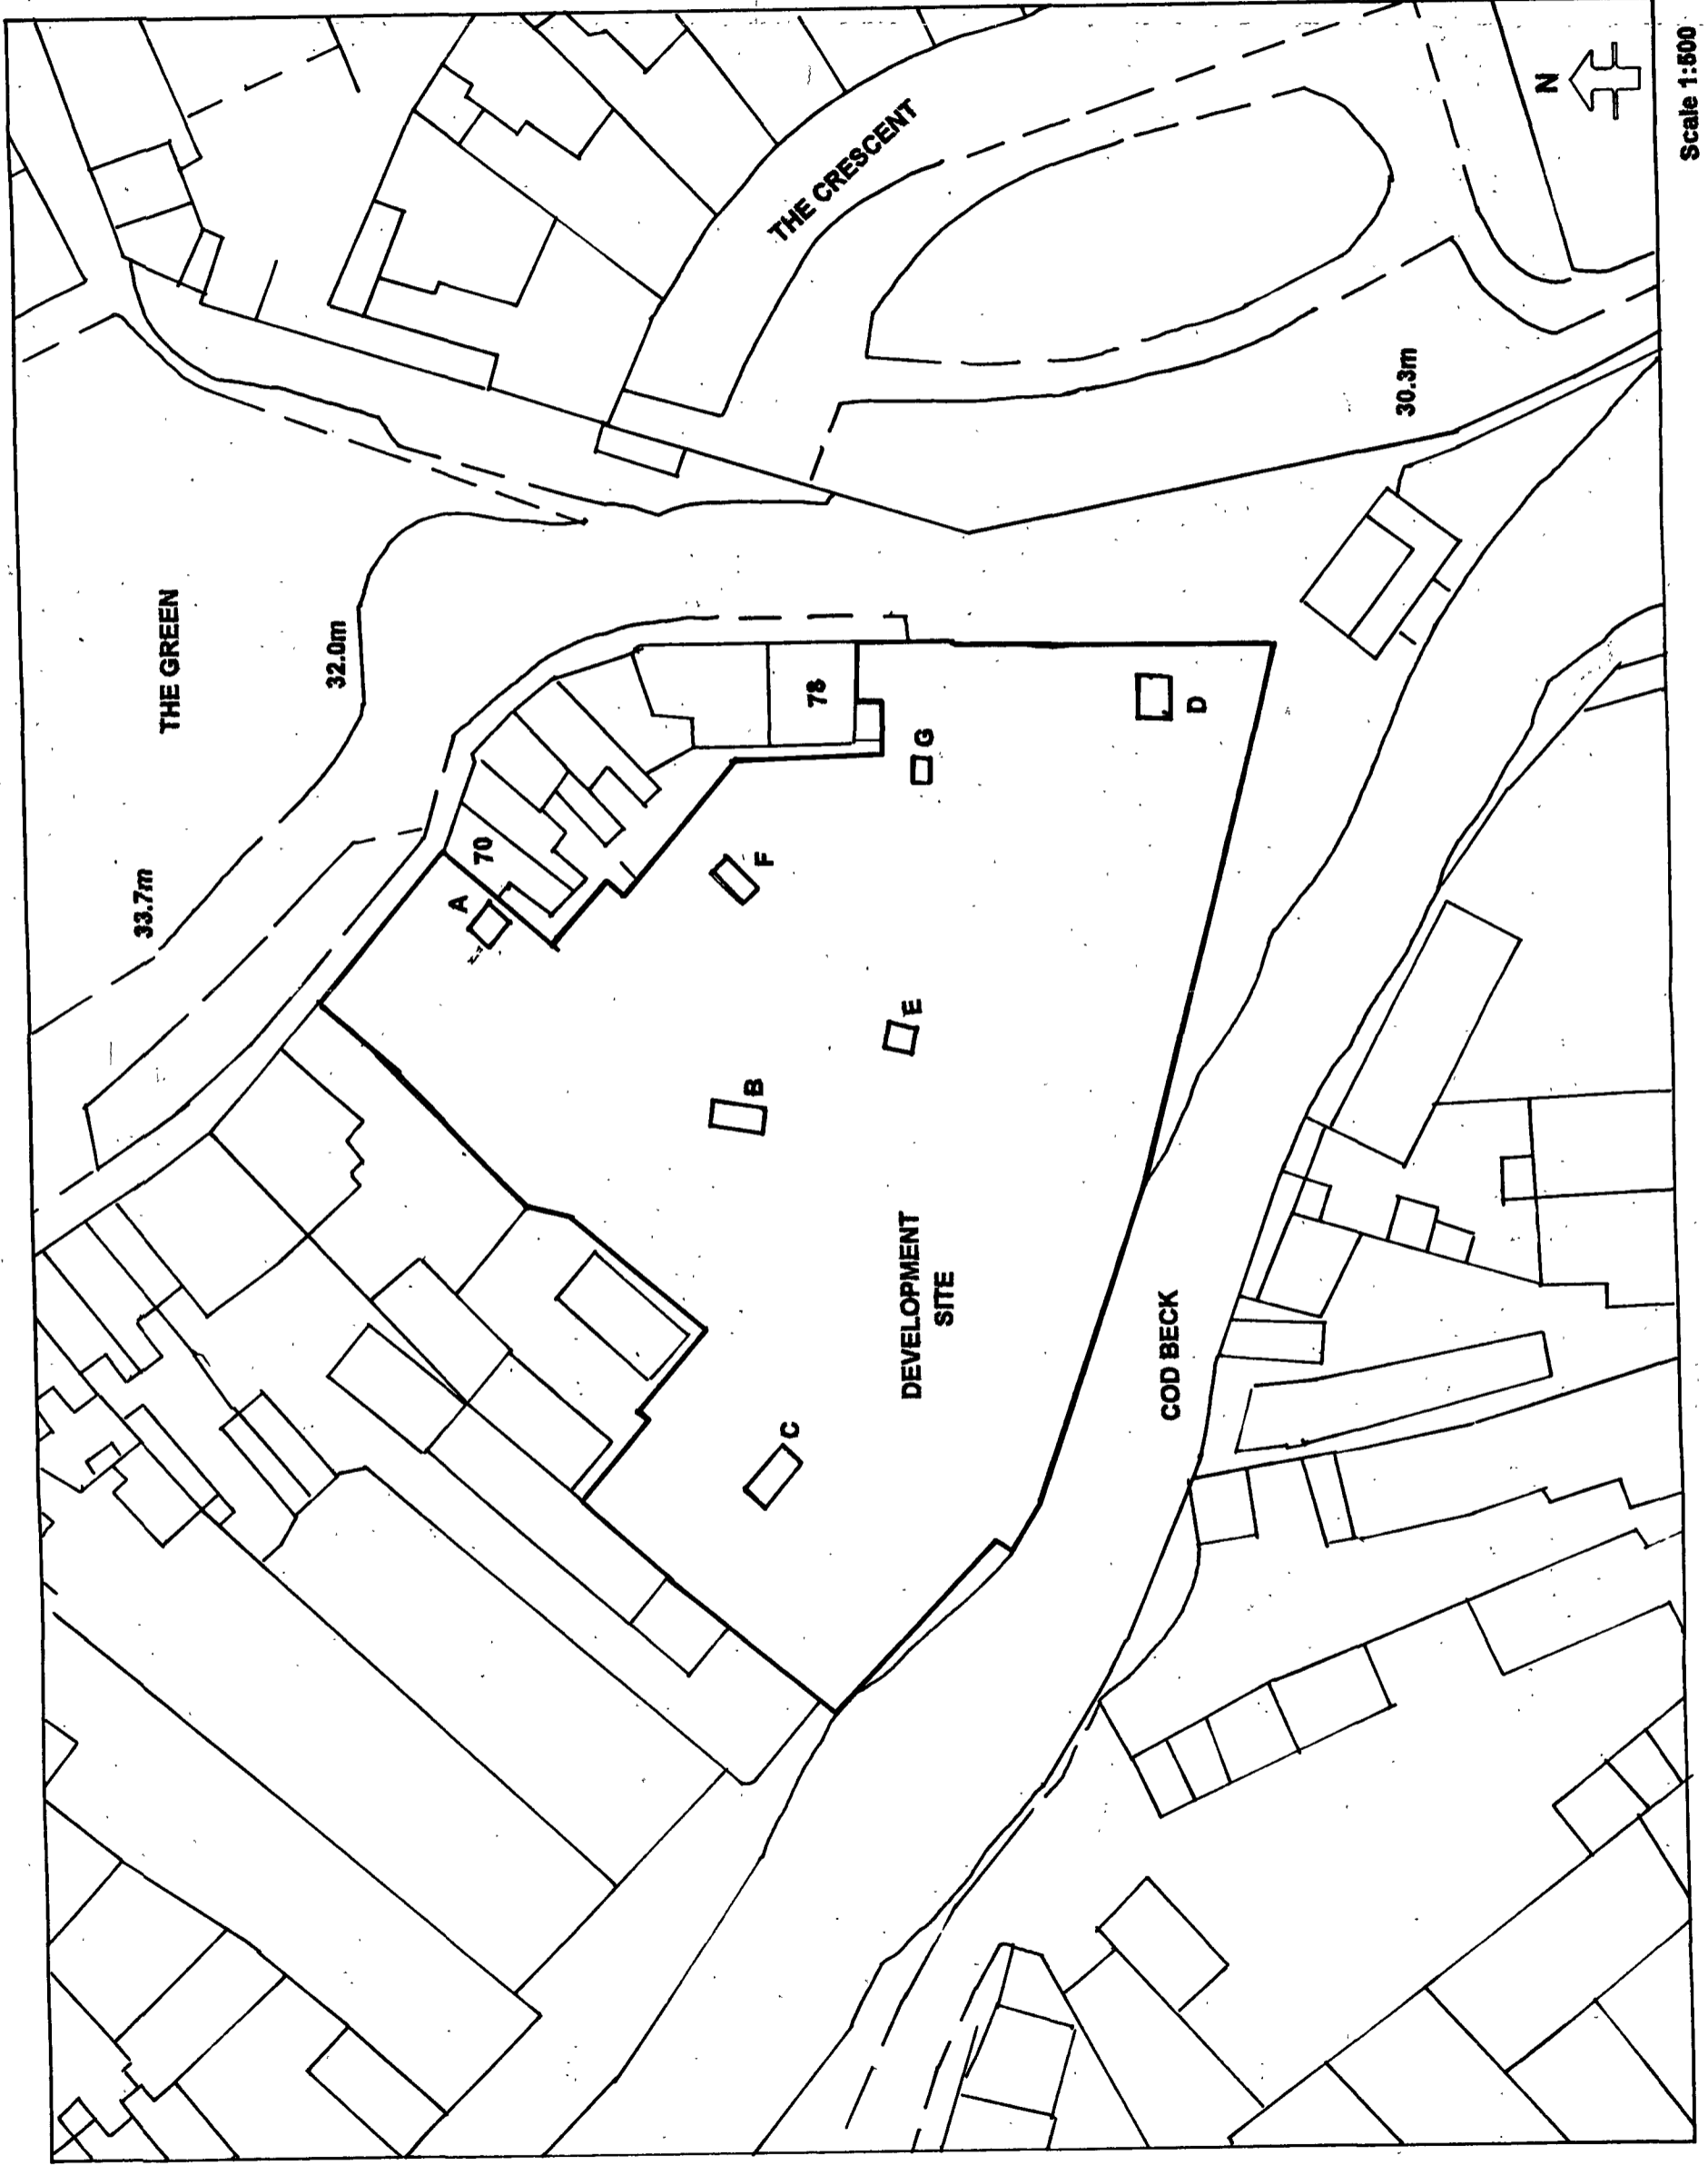 THE GREEN
33.7m
32.0m
THE CRESCENT
30.3m
70
78
A
B
C
D
E
F
G
DEVELOPMENT
SITE
COD BECK
N
Scale 1:500